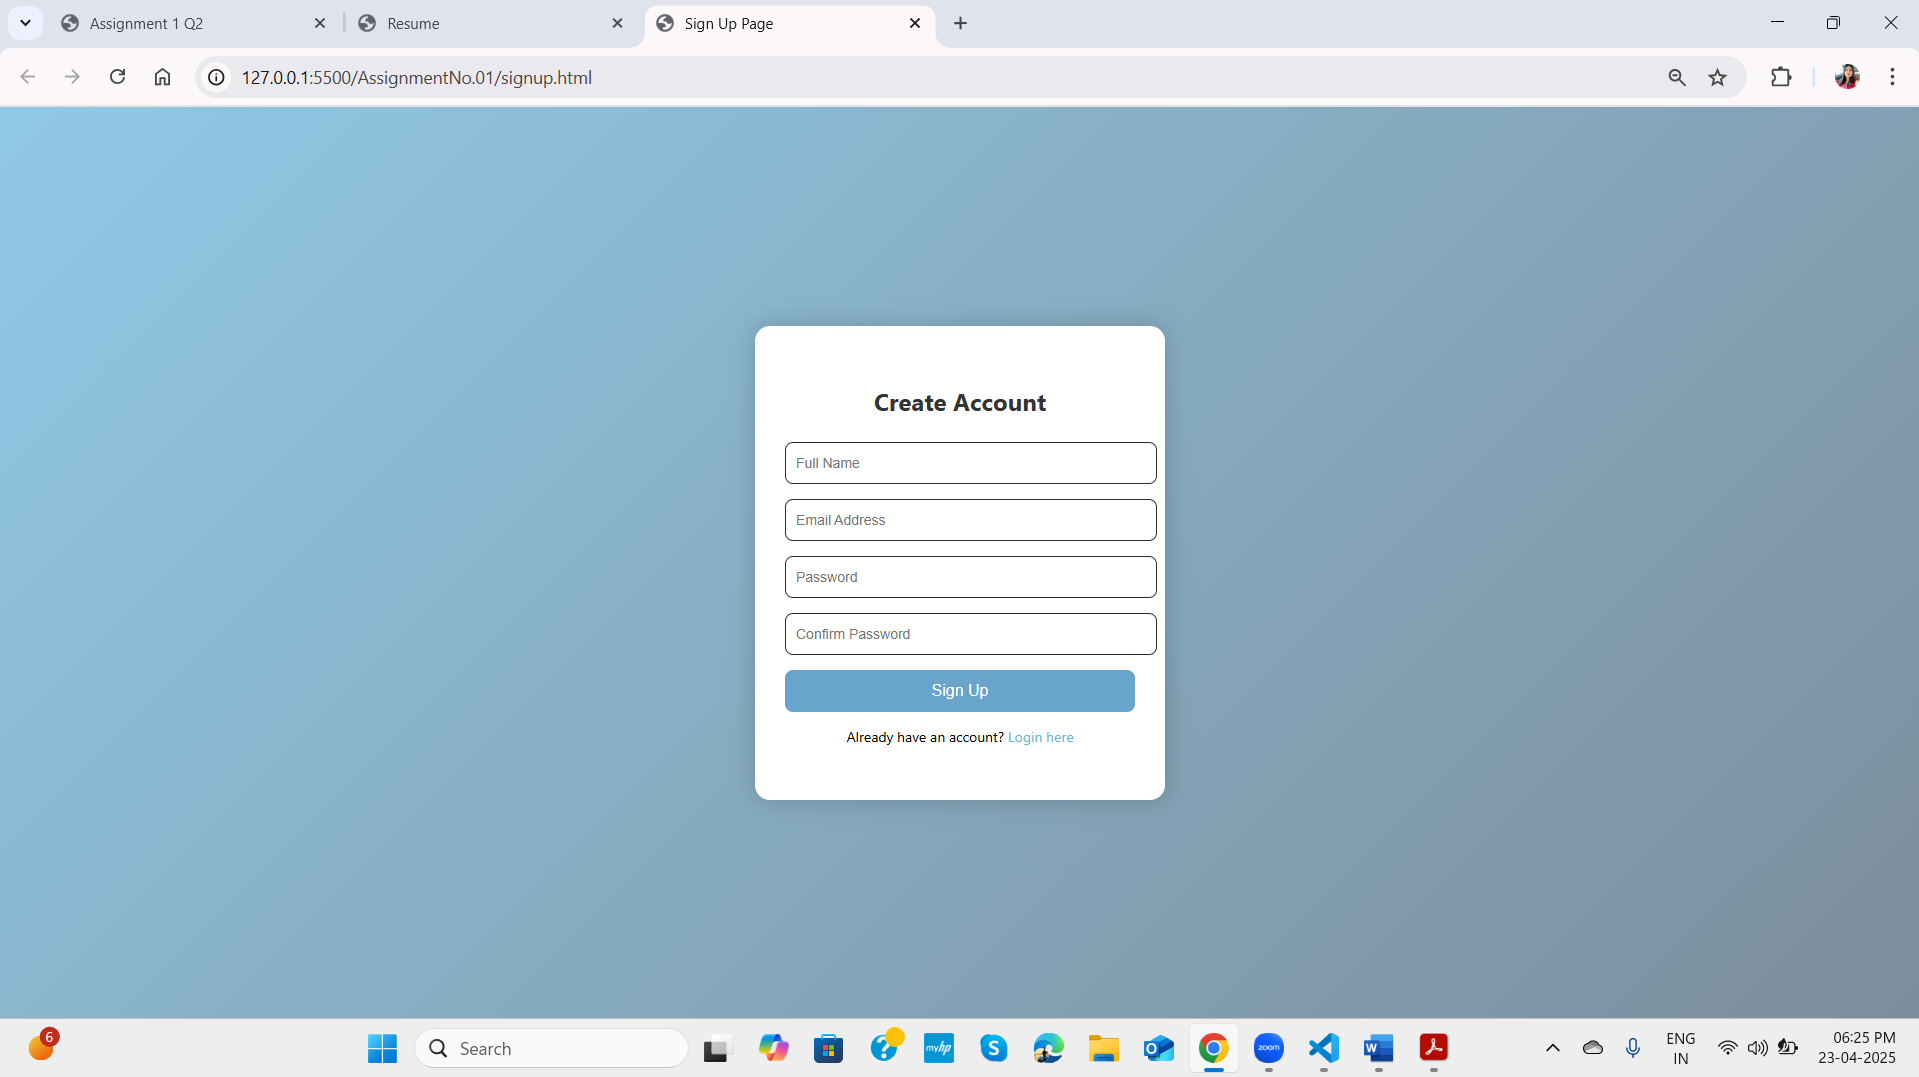 Assignment 1 Q2
Resume
Sign Up Page
127.0.0.1:5500/AssignmentNo.01/signup.html
Create Account
Full Name
Email Address
Password
Confirm Password
Sign Up
Already have an account? Login here
6
Search
myhp
S
zoom
W
ENG
IN
06:25 PM
23-04-2025